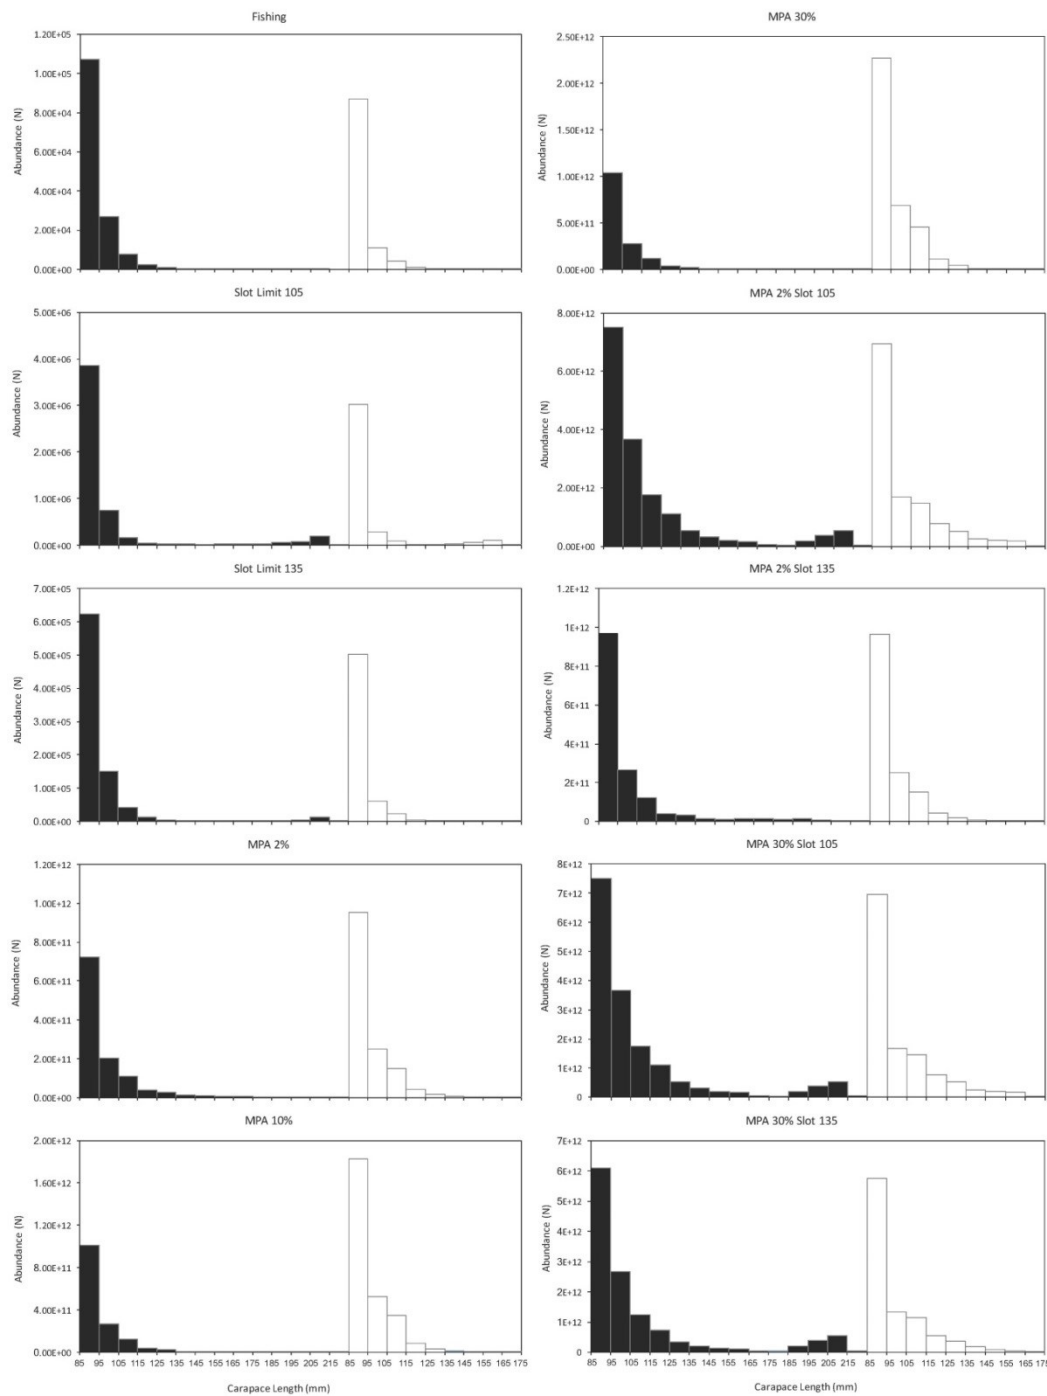 Fishing
1.20E+05
1.00E+05
8.00E+04
6.00E+04
4.00E+04
2.00E+04
0.00E+00
Abundance (N)
MPA 30%
2.50E+12
2.00E+12
1.50E+12
1.00E+12
5.00E+11
0.00E+00
Abundance (N)
Slot Limit 105
5.00E+06
4.00E+06
3.00E+06
2.00E+06
1.00E+06
0.00E+00
Abundance (N)
MPA 2% Slot 105
8.00E+12
6.00E+12
4.00E+12
2.00E+12
0.00E+00
Abundance (N)
Slot Limit 135
7.00E+05
6.00E+05
5.00E+05
4.00E+05
3.00E+05
2.00E+05
1.00E+05
0.00E+00
Abundance (N)
MPA 2% Slot 135
1.2E+12
1E+12
8E+11
6E+11
4E+11
2E+11
0
Abundance (N)
MPA 2%
1.20E+12
1.00E+12
8.00E+11
6.00E+11
4.00E+11
2.00E+11
0.00E+00
Abundance (N)
MPA 30% Slot 105
8E+12
7E+12
6E+12
5E+12
4E+12
3E+12
2E+12
1E+12
0
Abundance (N)
MPA 10%
2.00E+12
1.60E+12
1.20E+12
8.00E+11
4.00E+11
0.00E+00
Abundance (N)
85 95 105 115 125 135 145 155 165 175 185 195 205 215 85 95 105 115 125 135 145 155 165 175
Carapace Length (mm)
MPA 30% Slot 135
7E+12
6E+12
5E+12
4E+12
3E+12
2E+12
1E+12
0
Abundance (N)
85 95 105 115 125 135 145 155 165 175 185 195 205 215 85 95 105 115 125 135 145 155 165
Carapace Length (mm)